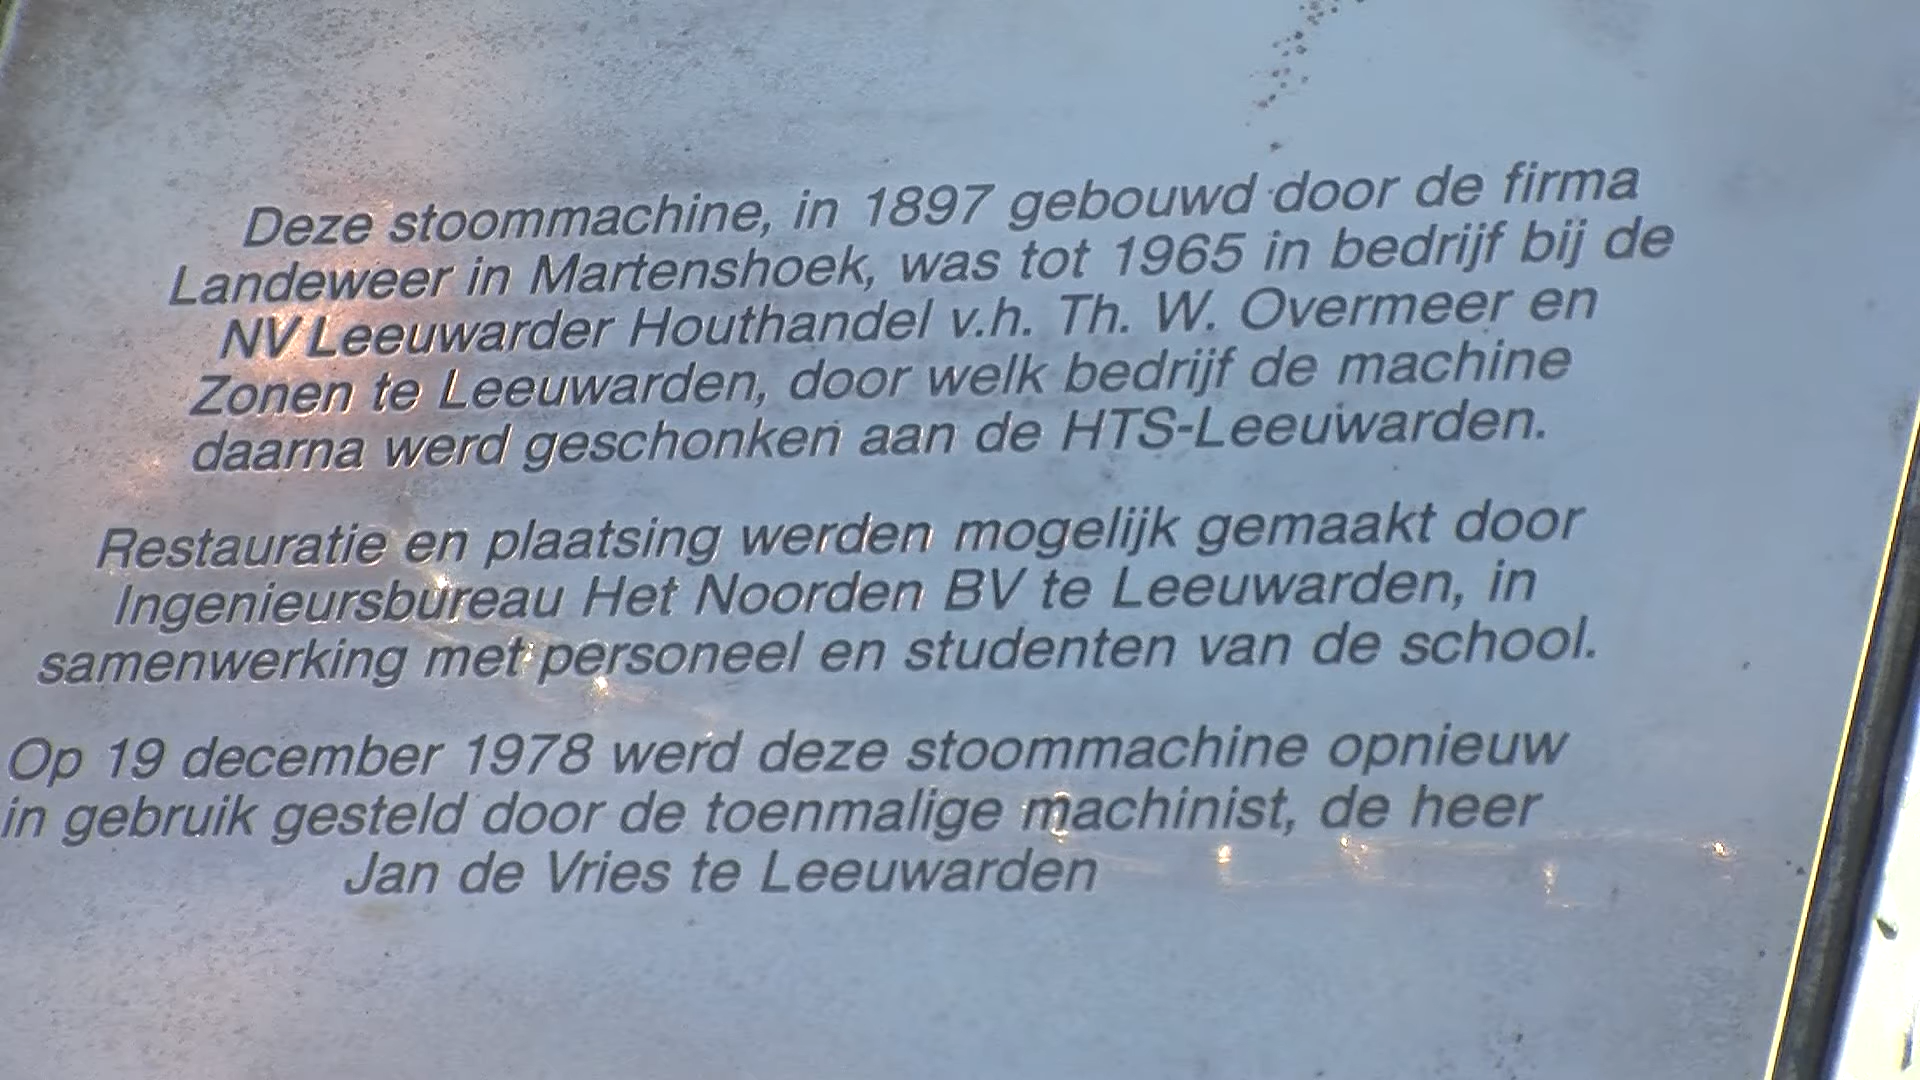 Deze stoommachine, in 1897 gebouwd door de firma
Landeweer in Martenshoek, was tot 1965 in bedrijf bij de
NV Leeuwarder Houthandel v.h. Th. W. Overmeer en
Zonen te Leeuwarden, door welk bedrijf de machine
daarna werd geschonken aan de HTS-Leeuwarden.
Restauratie en plaatsing werden mogelijk gemaakt door
Ingenieursbureau Het Noorden BV te Leeuwarden, in
samenwerking met personeel en studenten van de school.
Op 19 december 1978 werd deze stoommachine opnieuw
in gebruik gesteld door de toenmalige machinist, de heer
Jan de Vries te Leeuwarden